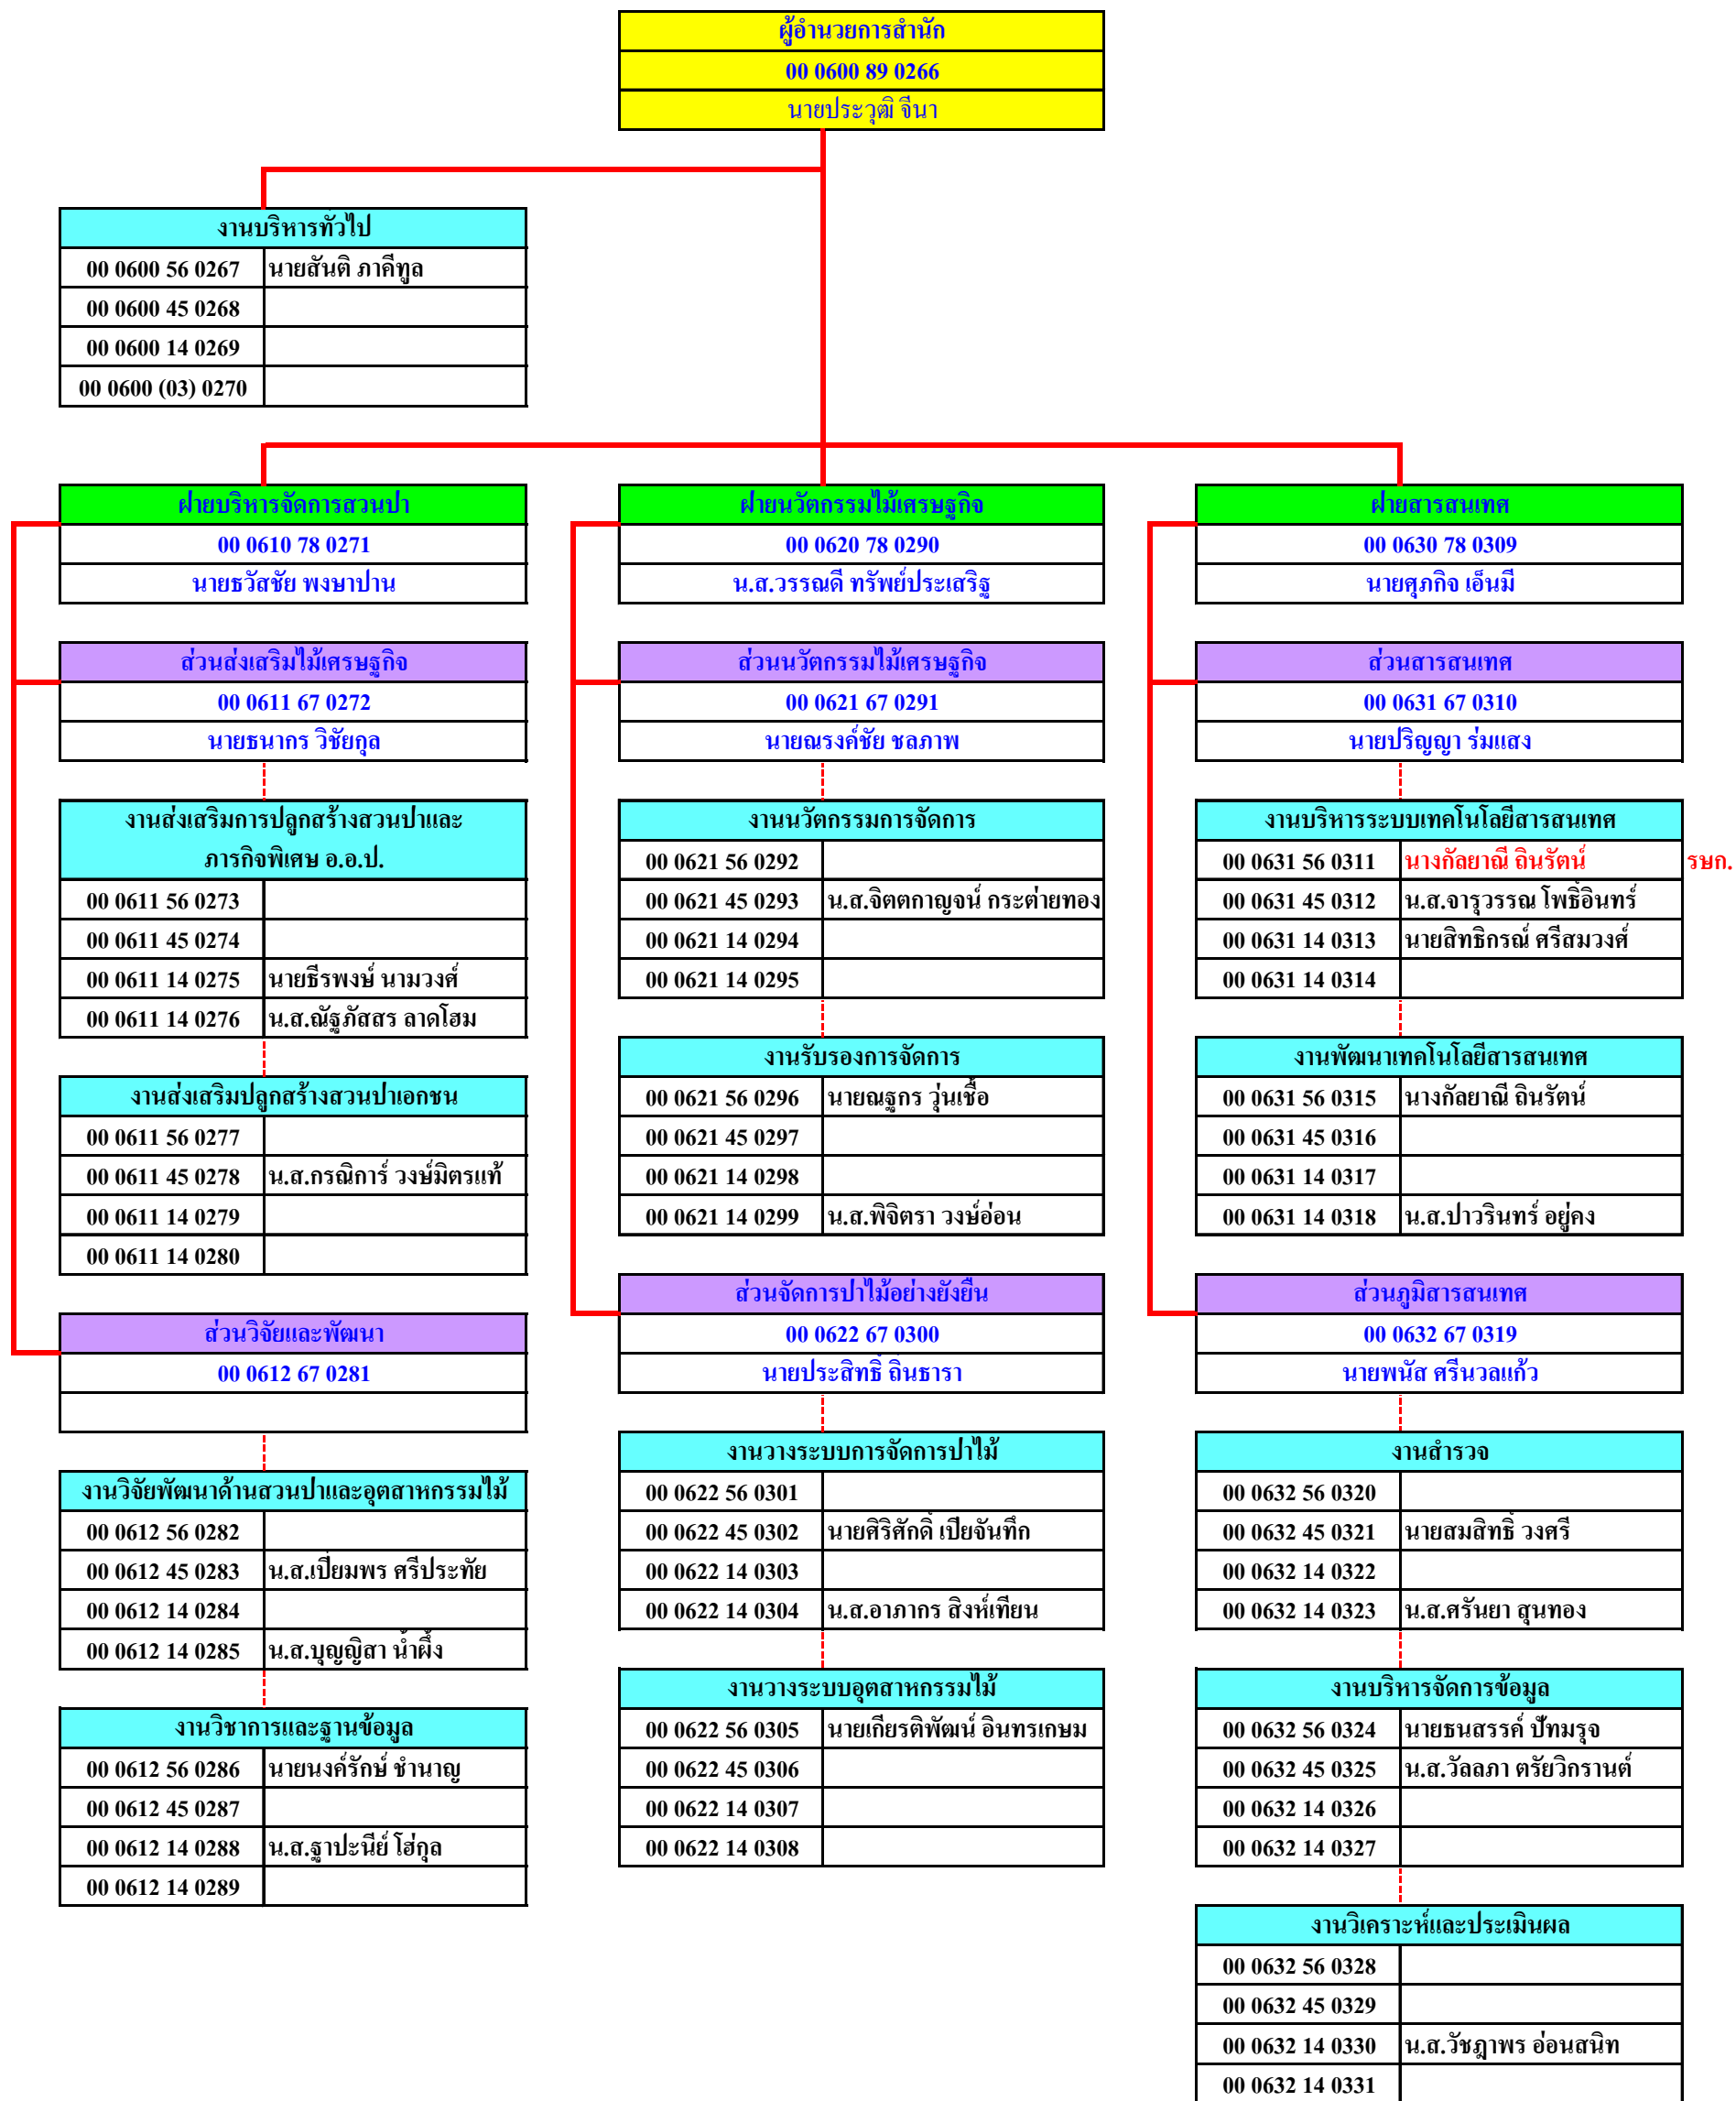 ผู้อำนวยการสำนัก
00 0600 89 0266
นายประวุฒิ จีนา
งานบริหารทั่วไป
00 0600 56 0267 นายสันติ ภาคีทูล
00 0600 45 0268
00 0600 14 0269
00 0600 (03) 0270
ฝ่ายบริหารจัดการสวนป่า
00 0610 78 0271
นายธวัสชัย พงษาปาน
ส่วนส่งเสริมไม้เศรษฐกิจ
00 0611 67 0272
นายธนากร วิชัยกุล
งานส่งเสริมการปลูกสร้างสวนป่าและ
ภารกิจพิเศษ อ.อ.ป.
00 0611 56 0273
00 0611 45 0274
00 0611 14 0275 นายธีรพงษ์ นามวงศ์
00 0611 14 0276 น.ส.ณัฐภัสสร ลาดโฮม
งานส่งเสริมปลูกสร้างสวนป่าเอกชน
00 0611 56 0277
00 0611 45 0278 น.ส.กรณิการ์ วงษ์มิตรแท้
00 0611 14 0279
00 0611 14 0280
ส่วนวิจัยและพัฒนา
00 0612 67 0281
งานวิจัยพัฒนาด้านสวนป่าและอุตสาหกรรมไม้
00 0612 56 0282
00 0612 45 0283 น.ส.เปี่ยมพร ศรีประทัย
00 0612 14 0284
00 0612 14 0285 น.ส.บุญญิสา น้ำผึ้ง
งานวิชาการและฐานข้อมูล
00 0612 56 0286 นายนงค์รักษ์ ชำนาญ
00 0612 45 0287
00 0612 14 0288 น.ส.ฐาปะนีย์ โฮ่กุล
00 0612 14 0289
ฝ่ายนวัตกรรมไม้เศรษฐกิจ
00 0620 78 0290
น.ส.วรรณดี ทรัพย์ประเสริฐ
ส่วนนวัตกรรมไม้เศรษฐกิจ
00 0621 67 0291
นายณรงค์ชัย ชลภาพ
งานนวัตกรรมการจัดการ
00 0621 56 0292
00 0621 45 0293 น.ส.จิตตกาญจน์ กระต่ายทอง
00 0621 14 0294
00 0621 14 0295
งานรับรองการจัดการ
00 0621 56 0296 นายณฐกร วุ่นเชื้อ
00 0621 45 0297
00 0621 14 0298
00 0621 14 0299 น.ส.พิจิตรา วงษ์อ่อน
ส่วนจัดการป่าไม้อย่างยั่งยืน
00 0622 67 0300
นายประสิทธิ์ ถิ่นธารา
งานวางระบบการจัดการป่าไม้
00 0622 56 0301
00 0622 45 0302 นายศิริศักดิ์ เปียจันทึก
00 0622 14 0303
00 0622 14 0304 น.ส.อาภากร สิงห์เทียน
งานวางระบบอุตสาหกรรมไม้
00 0622 56 0305 นายเกียรติพัฒน์ อินทรเกษม
00 0622 45 0306
00 0622 14 0307
00 0622 14 0308
ฝ่ายสารสนเทศ
00 0630 78 0309
นายศุภกิจ เอ็นมี
ส่วนสารสนเทศ
00 0631 67 0310
นายปริญญา ร่มแสง
งานบริหารระบบเทคโนโลยีสารสนเทศ
00 0631 56 0311 นางกัลยาณี ถินรัตน์ รษก.
00 0631 45 0312 น.ส.จารุวรรณ โพธิ์อินทร์
00 0631 14 0313 นายสิทธิกรณ์ ศรีสมวงศ์
00 0631 14 0314
งานพัฒนาเทคโนโลยีสารสนเทศ
00 0631 56 0315 นางกัลยาณี ถินรัตน์
00 0631 45 0316
00 0631 14 0317
00 0631 14 0318 น.ส.ปาวรินทร์ อยู่คง
ส่วนภูมิสารสนเทศ
00 0632 67 0319
นายพนัส ศรีนวลแก้ว
งานสำรวจ
00 0632 56 0320
00 0632 45 0321 นายสมสิทธิ์ วงศรี
00 0632 14 0322
00 0632 14 0323 น.ส.ศรันยา สุนทอง
งานบริหารจัดการข้อมูล
00 0632 56 0324 นายธนสรรค์ ปัทมรุจ
00 0632 45 0325 น.ส.วัลลภา ตรัยวิกรานต์
00 0632 14 0326
00 0632 14 0327
งานวิเคราะห์และประเมินผล
00 0632 56 0328
00 0632 45 0329
00 0632 14 0330 น.ส.วัชฎาพร อ่อนสนิท
00 0632 14 0331